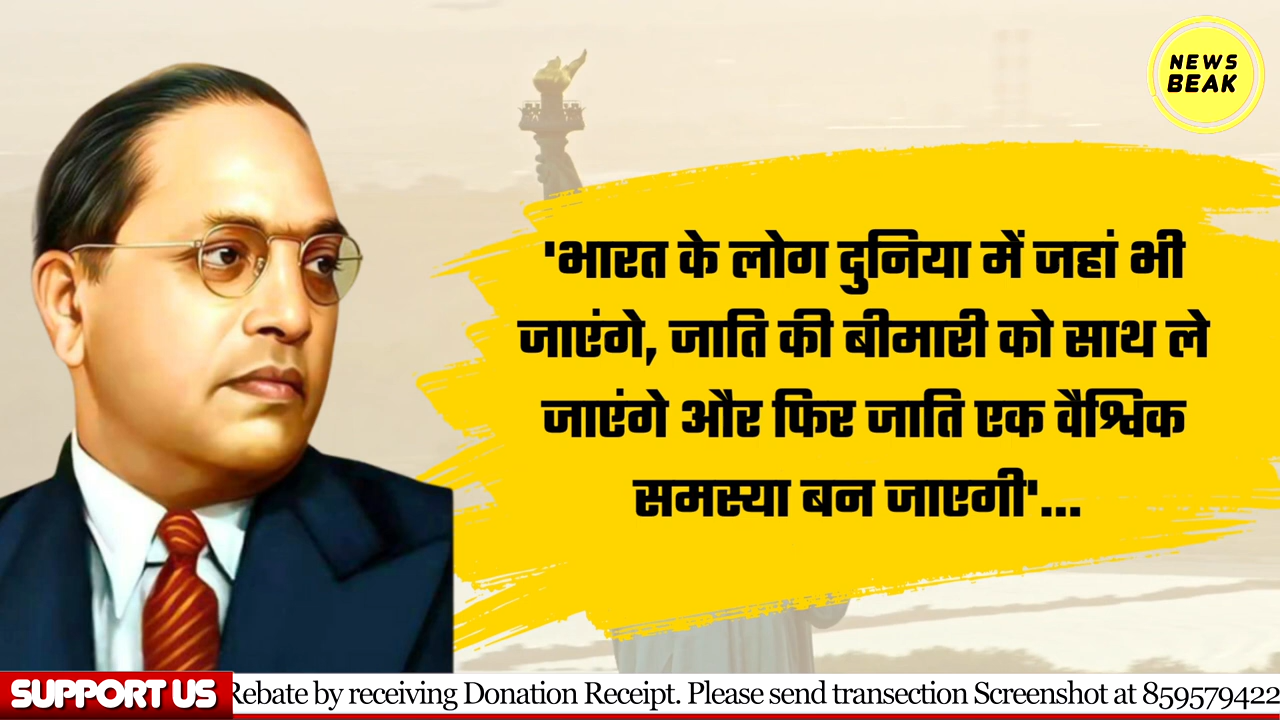 NEWS
BEAK
'भारत के लोग दुनिया में जहां भी
जाएंगे, जाति की बीमारी को साथ ले
जाएंगे और फिर जाति एक वैश्विक
समस्या बन जाएगी'...
SUPPORT US
Rebate by receiving Donation Receipt. Please send transection Screenshot at 859579422